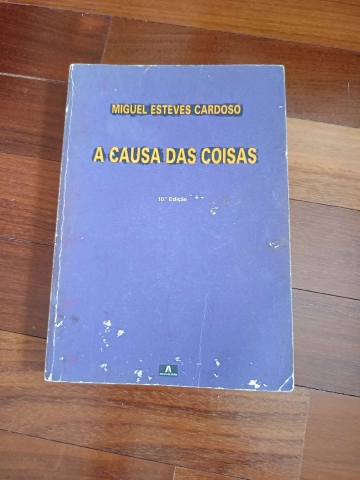 MIGUEL ESTEVES CARDOSO
A CAUSA DAS COISAS
10.ª Edição